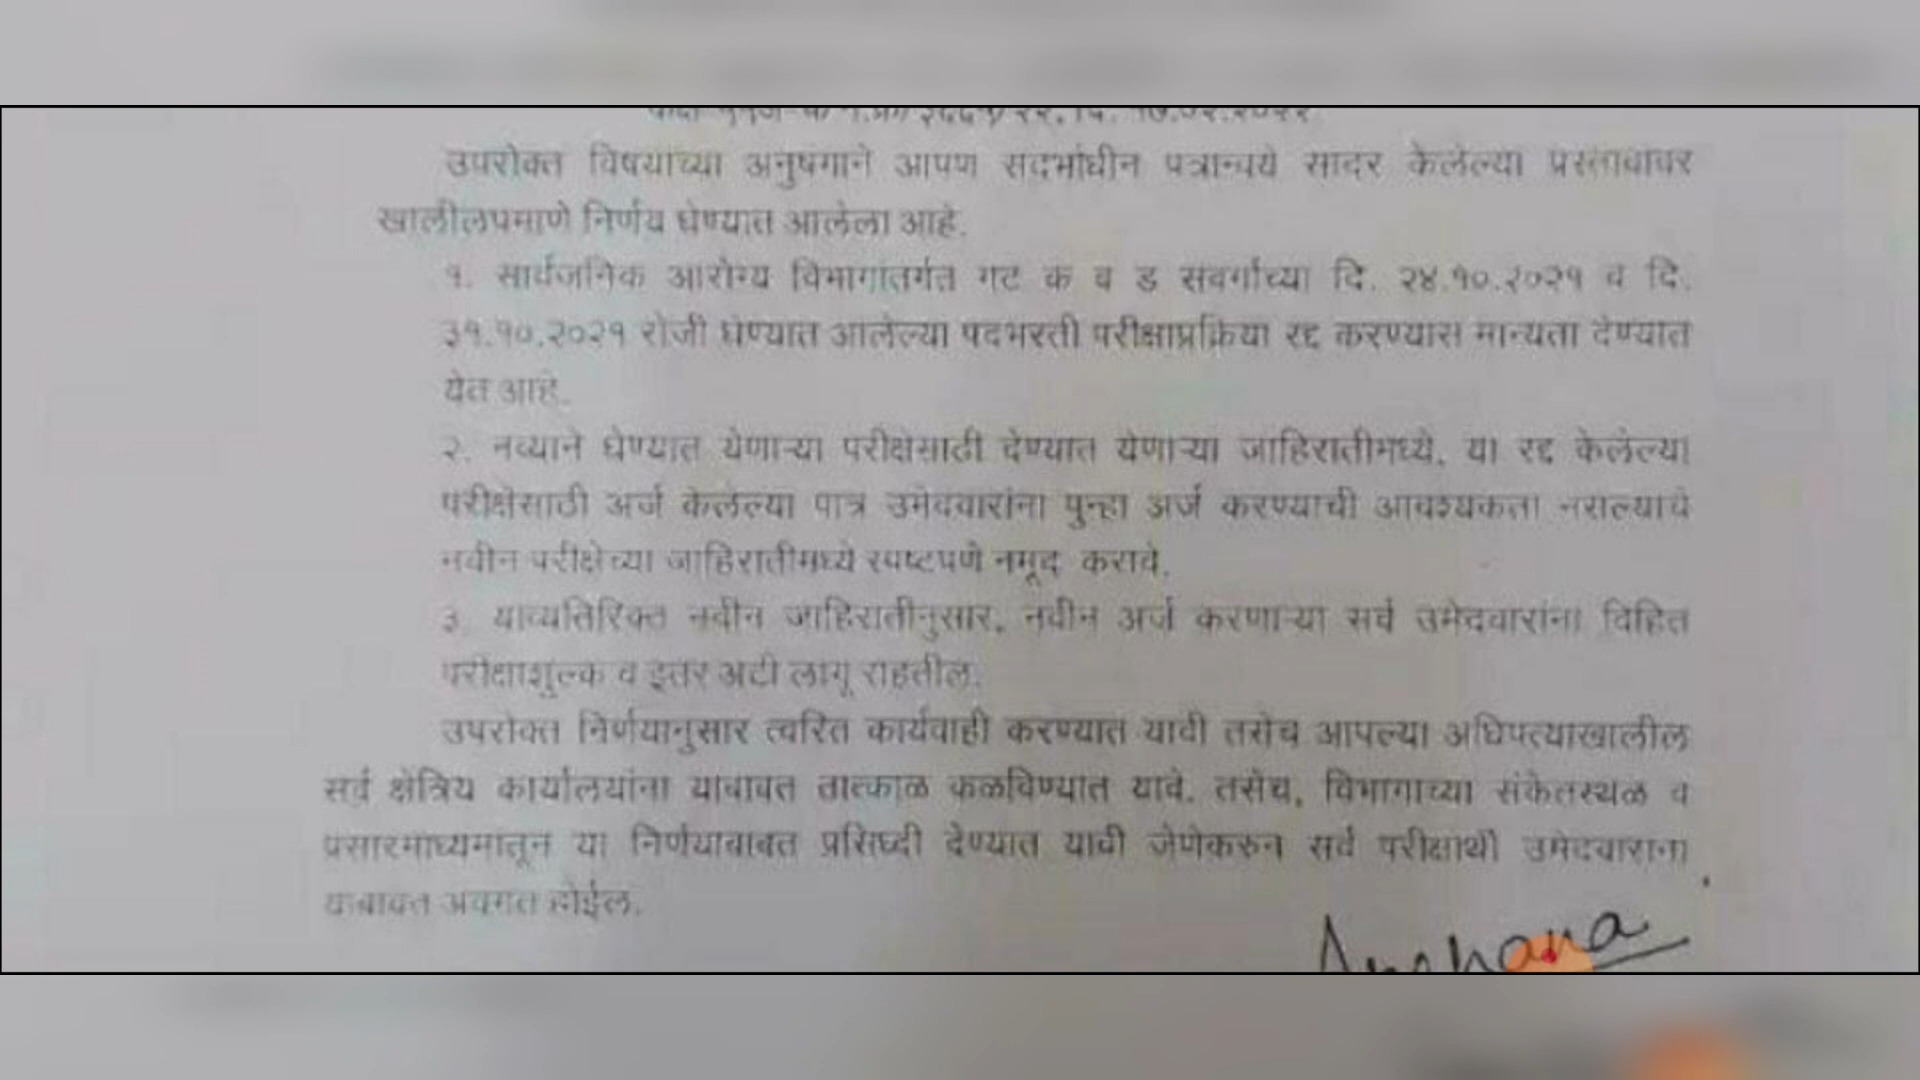 उपरोक्त विषयाच्या अनुषंगाने आपण संदर्भाधीन पत्रान्वये सादर केलेल्या प्रस्तावावर
खालीलप्रमाणे निर्णय घेण्यात आलेला आहे.
१. सार्वजनिक आरोग्य विभागांतर्गत गट क व ड संवर्गाच्या दि. २४.१०.२०२१ व दि.
३१.१०.२०२१ रोजी घेण्यात आलेल्या पदभरती परीक्षाप्रक्रिया रद्द करण्यास मान्यता देण्यात
येत आहे.
२. नव्याने घेण्यात येणाऱ्या परीक्षेसाठी देण्यात येणाऱ्या जाहिरातीमध्ये, या रद्द केलेल्या
परीक्षेसाठी अर्ज केलेल्या पात्र उमेदवारांना पुन्हा अर्ज करण्याची आवश्यकता नसल्याचे
नवीन परीक्षेच्या जाहिरातीमध्ये स्पष्टपणे नमूद करावे.
३. याव्यतिरिक्त नवीन जाहिरातीनुसार, नवीन अर्ज करणाऱ्या सर्व उमेदवारांना विहित
परीक्षाशुल्क व इतर अटी लागू राहतील.
उपरोक्त निर्णयानुसार त्वरित कार्यवाही करण्यात यावी तसेच आपल्या अधिपत्याखालील
सर्व क्षेत्रिय कार्यालयांना याबाबत तात्काळ कळविण्यात यावे. तसेच, विभागाच्या संकेतस्थळ व
प्रसारमाध्यमातून या निर्णयाबाबत प्रसिध्दी देण्यात यावी जेणेकरुन सर्व परीक्षार्थी उमेदवारांना
याबाबत अवगत होईल.